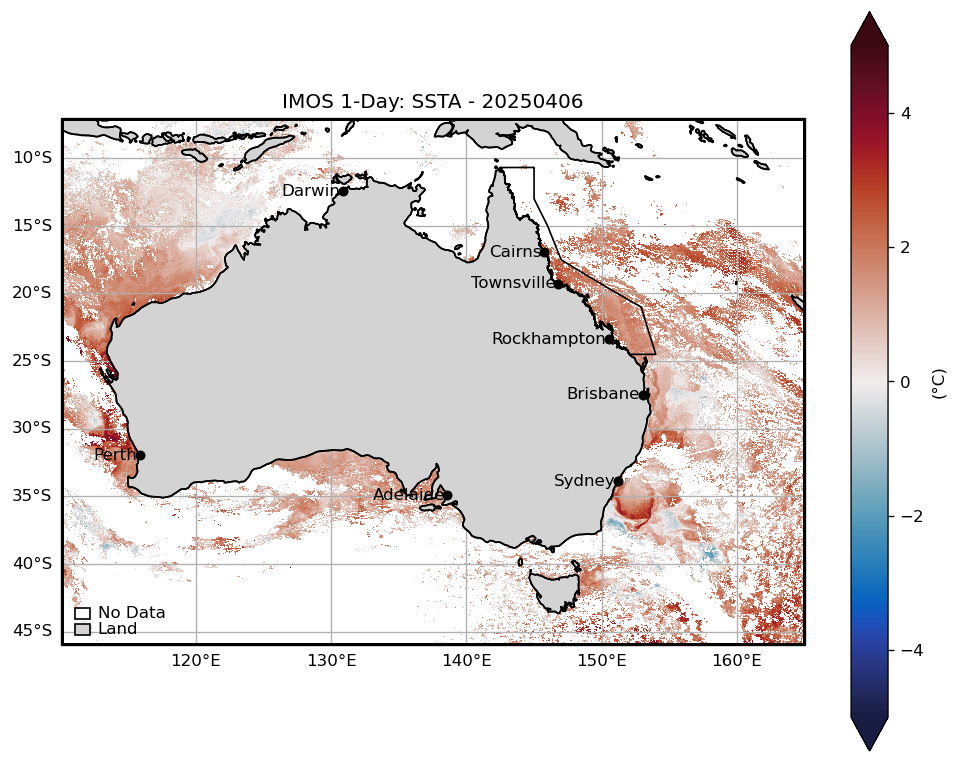 IMOS 1-Day: SSTA - 20250406
10°S
15°S
20°S
25°S
30°S
35°S
40°S
45°S
Darwin
Cairns
Townsville
Rockhampton
Brisbane
Perth
Sydney
Adelaide
No Data
Land
120°E
130°E
140°E
150°E
160°E
4
2
0
−2
−4
(°C)